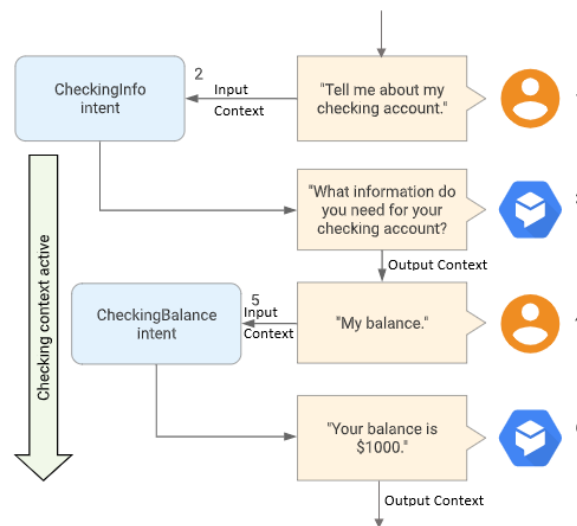 2
CheckingInfo
intent
Input
Context
"Tell me about my
checking account."
"What information do
you need for your
checking account?
Output Context
5
CheckingBalance
intent
Input
Context
"My balance."
"Your balance is
$1000."
Output Context
Checking context active